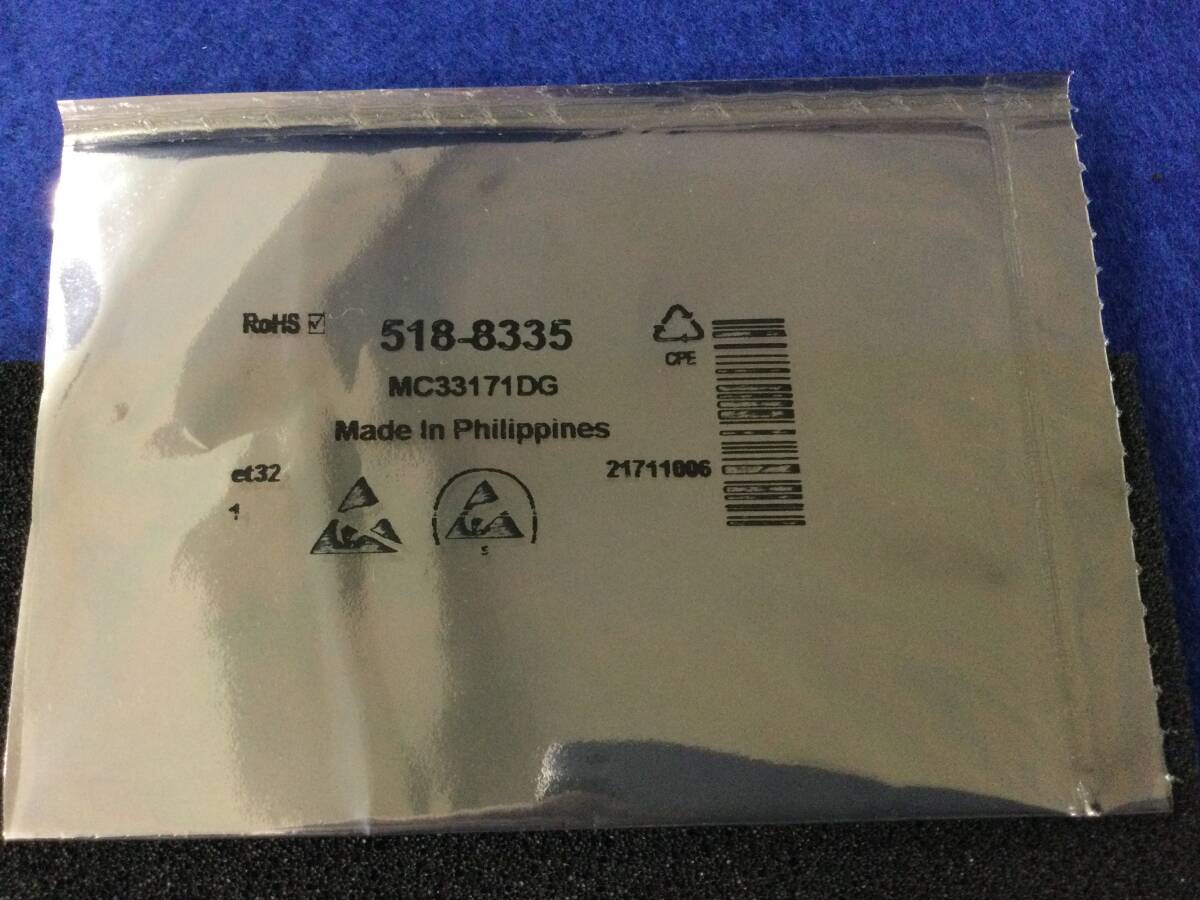 RoHS ☑
518-8335
CPE
MC33171DG
Made In Philippines
et32
21711006
1
S